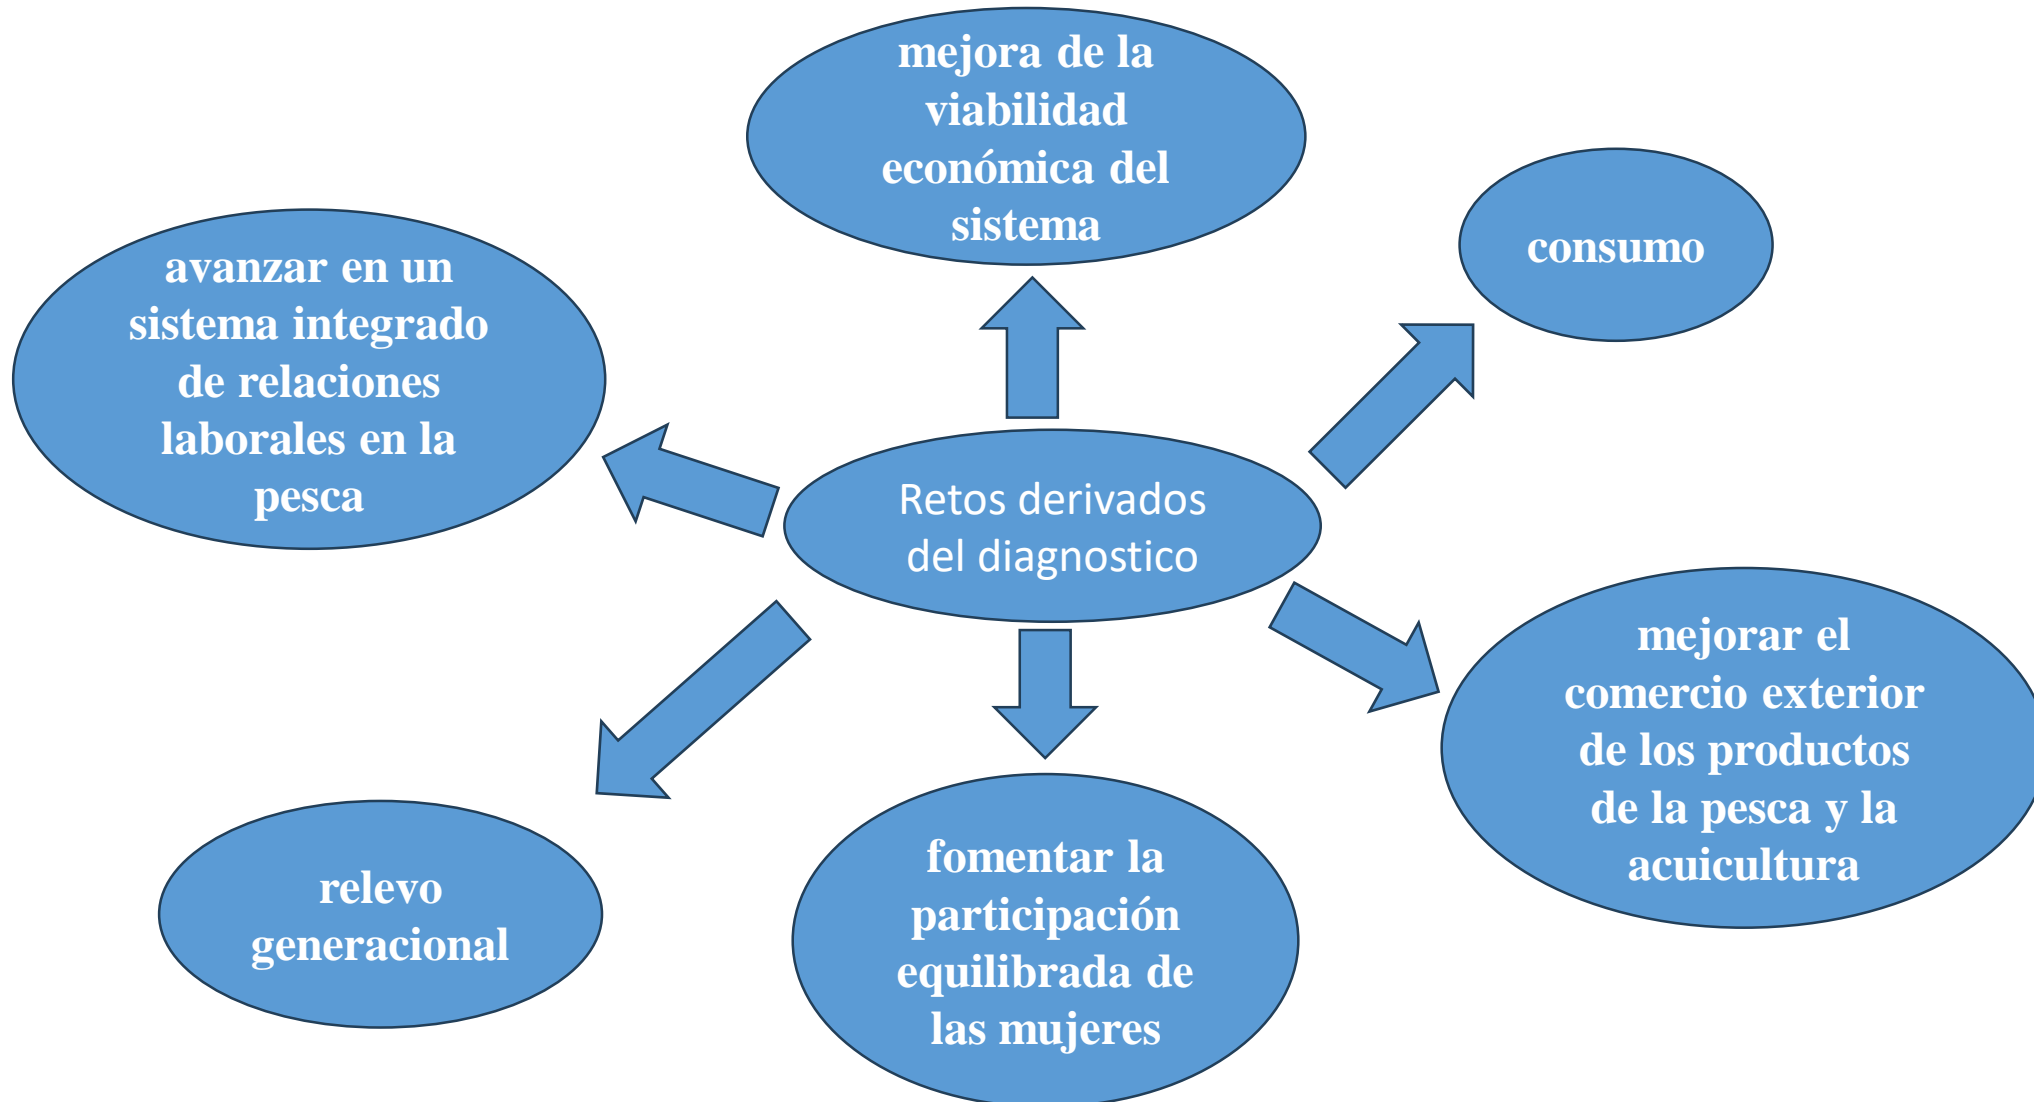 mejora de la
viabilidad
económica del
sistema
consumo
avanzar en un
sistema integrado
de relaciones
laborales en la
pesca
Retos derivados
del diagnostico
mejorar el
comercio exterior
de los productos
de la pesca y la
acuicultura
relevo
generacional
fomentar la
participación
equilibrada de
las mujeres